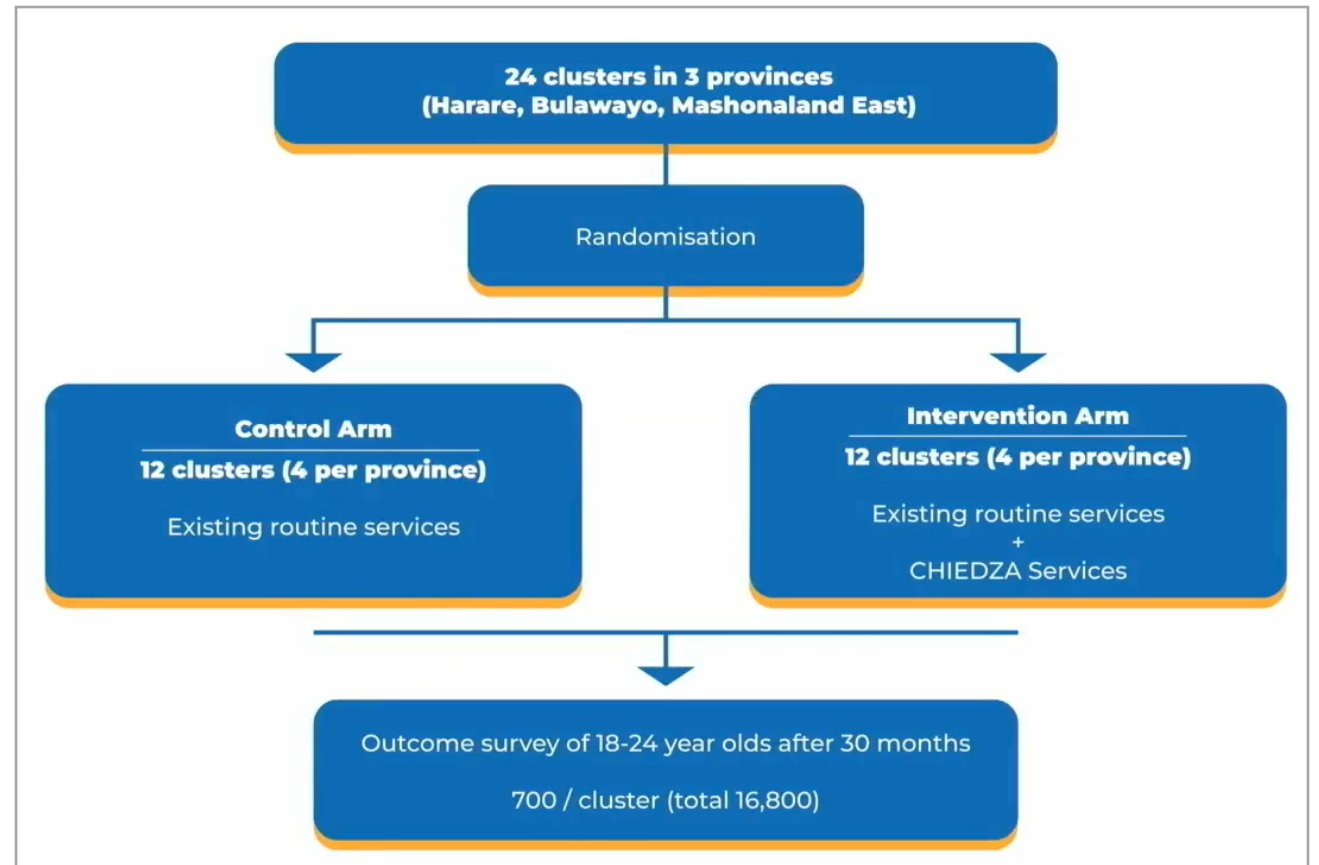 24 clusters in 3 provinces
(Harare, Bulawayo, Mashonaland East)
Randomisation
Control Arm
12 clusters (4 per province)
Existing routine services
Intervention Arm
12 clusters (4 per province)
Existing routine services
+
CHIEDZA Services
Outcome survey of 18-24 year olds after 30 months
700 / cluster (total 16,800)